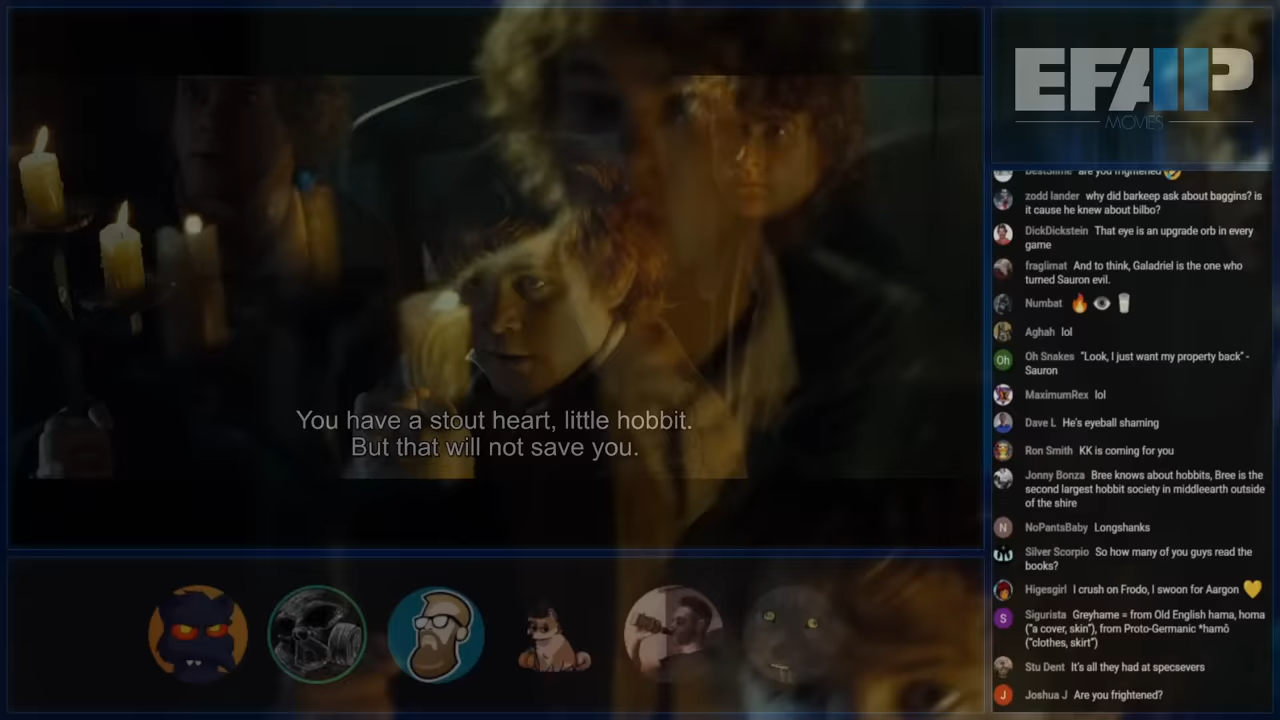 EFAP
MOVIES
You have a stout heart, little hobbit.
But that will not save you.
BestSlime are you frightened
zodd lander why did barkeep ask about baggins? is
it cause he knew about bilbo?
DickDickstein That eye is an upgrade orb in every
game
fraglimat And to think, Galadriel is the one who
turned Sauron evil.
Numbat 🔥👁🥛
Aghah lol
Oh
Oh Snakes "Look, I just want my property back" -
Sauron
MaximumRex lol
Dave L He's eyeball shaming
Ron Smith KK is coming for you
Jonny Bonza Bree knows about hobbits, Bree is the
second largest hobbit society in middleearth outside
of the shire
N
NoPantsBaby Longshanks
Silver Scorpio So how many of you guys read the
books?
Higesgirl I crush on Frodo, I swoon for Aargon 💛
S
Sigurista Greyhame = from Old English hama, homa
("a cover, skin"), from Proto-Germanic *hamô
("clothes, skirt")
Stu Dent It's all they had at specsevers
J
Joshua J Are you frightened?